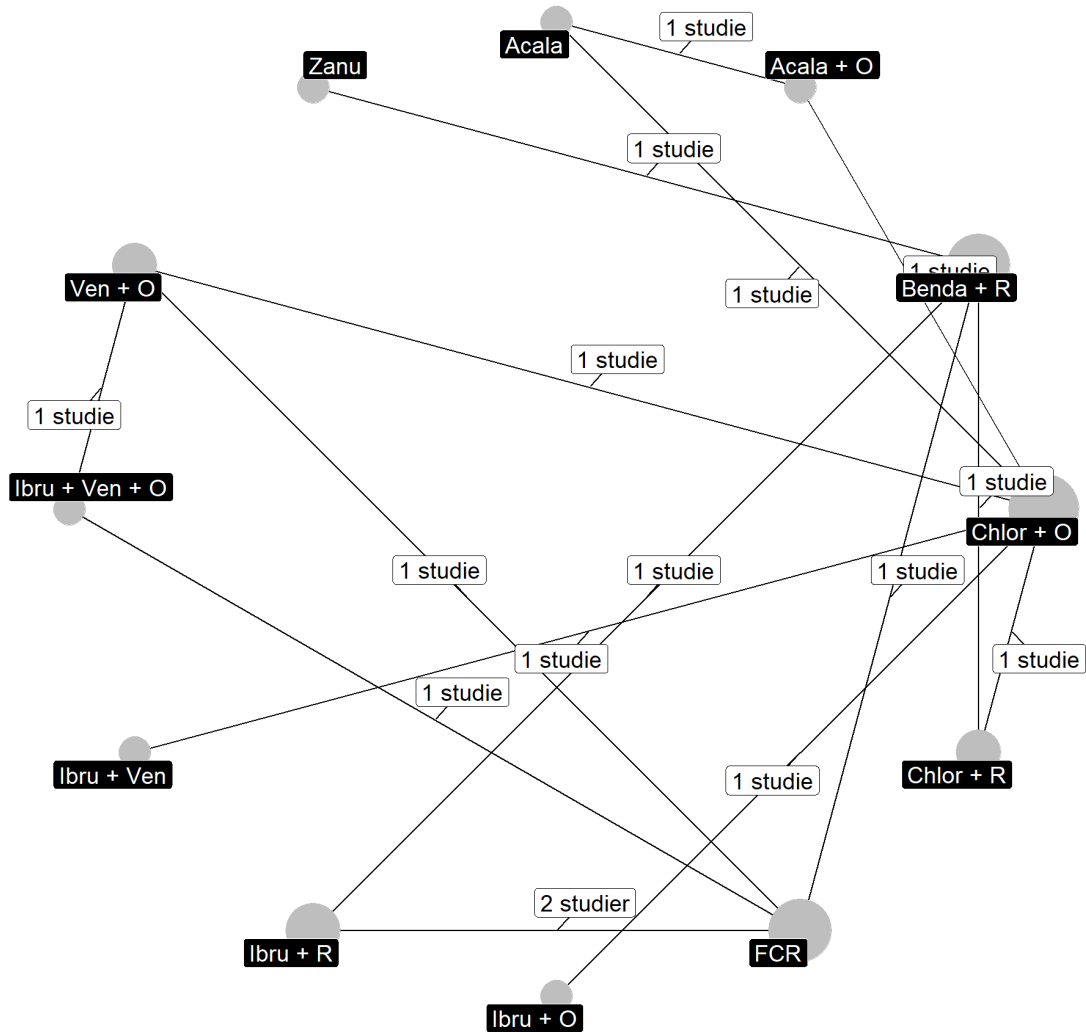 1 studie
Acala
Zanu
Acala + O
1 studie
1 studie
Ven + O
1 studie
Benda + R
1 studie
1 studie
1 studie
Ibru + Ven + O
1 studie
Chlor + O
1 studie
1 studie
1 studie
1 studie
1 studie
1 studie
Ibru + Ven
Chlor + R
1 studie
2 studier
Ibru + R
FCR
Ibru + O